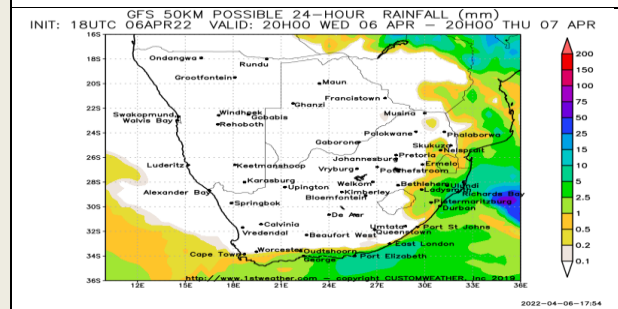 GFS 50KM POSSIBLE 24-HOUR RAINFALL (mm)
INIT: 18UTC 06APR22 VALID: 20H00 WED 06 APR - 20H00 THU 07 APR
16S
18S
20S
22S
24S
26S
28S
30S
32S
34S
36S
Ondangwa
Rundu
Grootfontein
Maun
Francistown
Ghanzi
Musina
Swakopmund
Windhoek
Gobabis
Walvis Bay
Rehoboth
Polokwane
Phalaborwa
Gaborone
Skukuza
Nelspruit
Pretoria
Johannesburg
Ermelo
Luderitz
Keetmanshoop
Vryburg
Potchefstroom
Karasburg
Welkom
Bethlehem
Ulundi
Alexander Bay
Upington
Kimberley
Ladysmith
Richards Bay
Bloemfontein
Springbok
Pietermaritzburg
Durban
De Aar
Calvinia
Umtata
Port St Johns
Vredendal
Beaufort West
Queenstown
East London
Worcester
Oudtshoorn
Cape Town
George
Port Elizabeth
http://www.1stweather.com - copyright CUSTOMWEATHER, Inc 2019
12E
15E
18E
21E
24E
27E
30E
33E
36E
200
150
100
75
50
25
15
10
5
2.5
1
0.5
0.2
0.1
2022-04-06-17:54